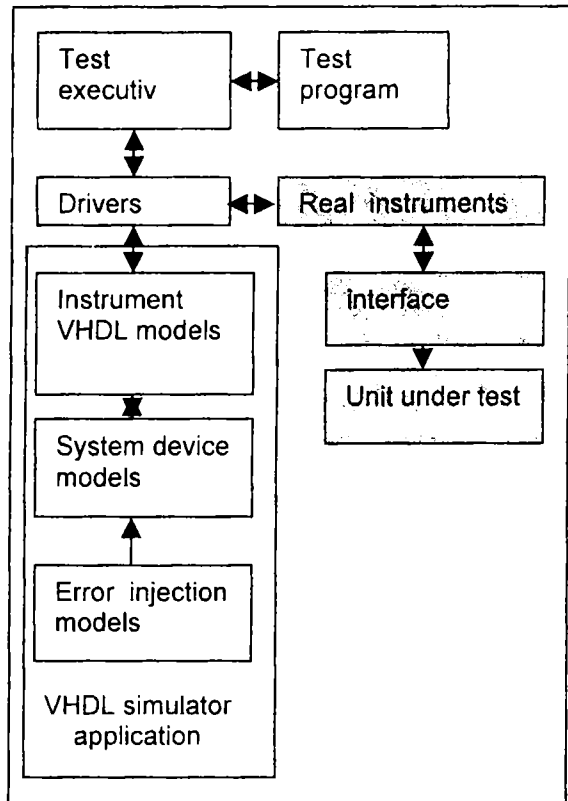 Test
executiv
Test
program
Drivers
Real instruments
interface
Unit under test
Instrument
VHDL models
System device
models
Error injection
models
VHDL simulator
application